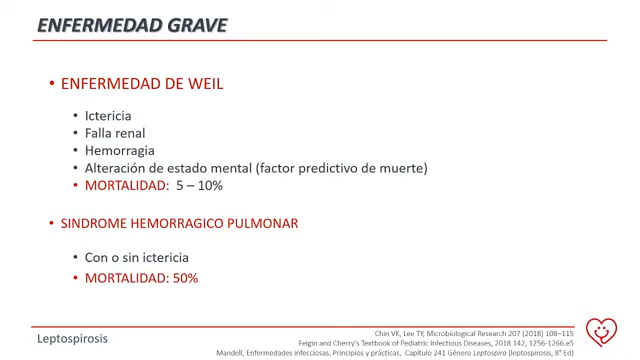 ENFERMEDAD GRAVE
• ENFERMEDAD DE WEIL
• Ictericia
• Falla renal
• Hemorragia
• Alteración de estado mental (factor predictivo de muerte)
• MORTALIDAD: 5 – 10%
• SINDROME HEMORRAGICO PULMONAR
• Con o sin ictericia
• MORTALIDAD: 50%
Chin VK, Lee TY, Microbiological Research 207 (2018) 108–115
Feigin and Cherry's Textbook of Pediatric Infectious Diseases, 2018 142, 1256-1266.e5
Mandell, Enfermedades infecciosas, Principios y prácticas, Capítulo 241 Género Leptospira (leptospirosis, 8° Ed)
Leptospirosis